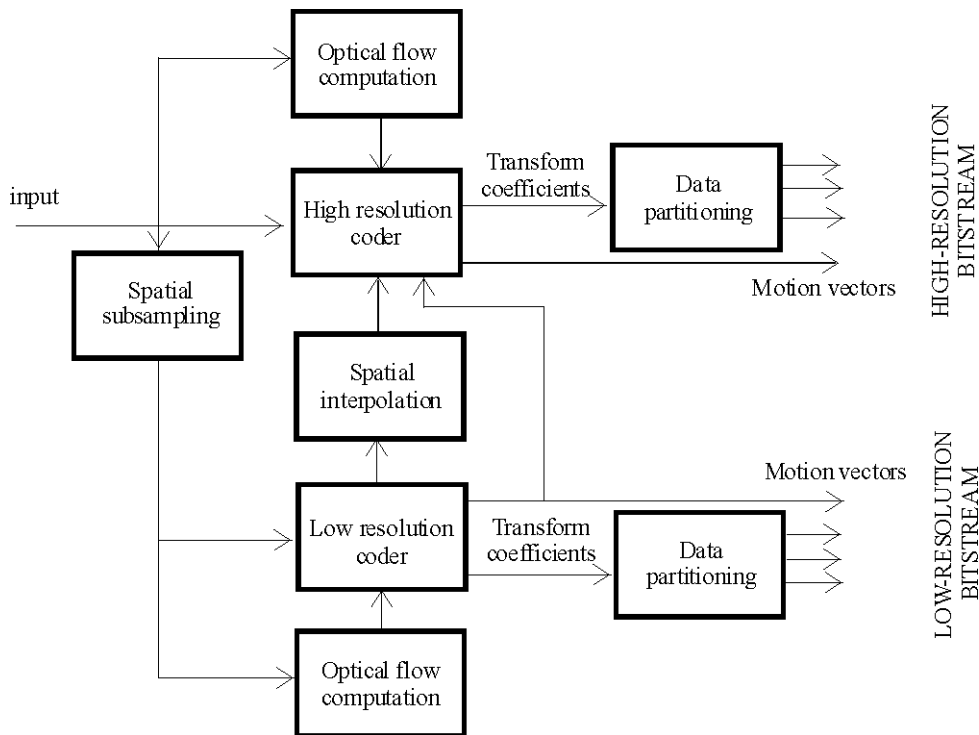 Optical flow
computation
input
High resolution
coder
Transform
coefficients
Data
partitioning
Motion vectors
HIGH-RESOLUTION
BITSTREAM
Spatial
subsampling
Spatial
interpolation
Motion vectors
Low resolution
coder
Transform
coefficients
Data
partitioning
LOW-RESOLUTION
BITSTREAM
Optical flow
computation